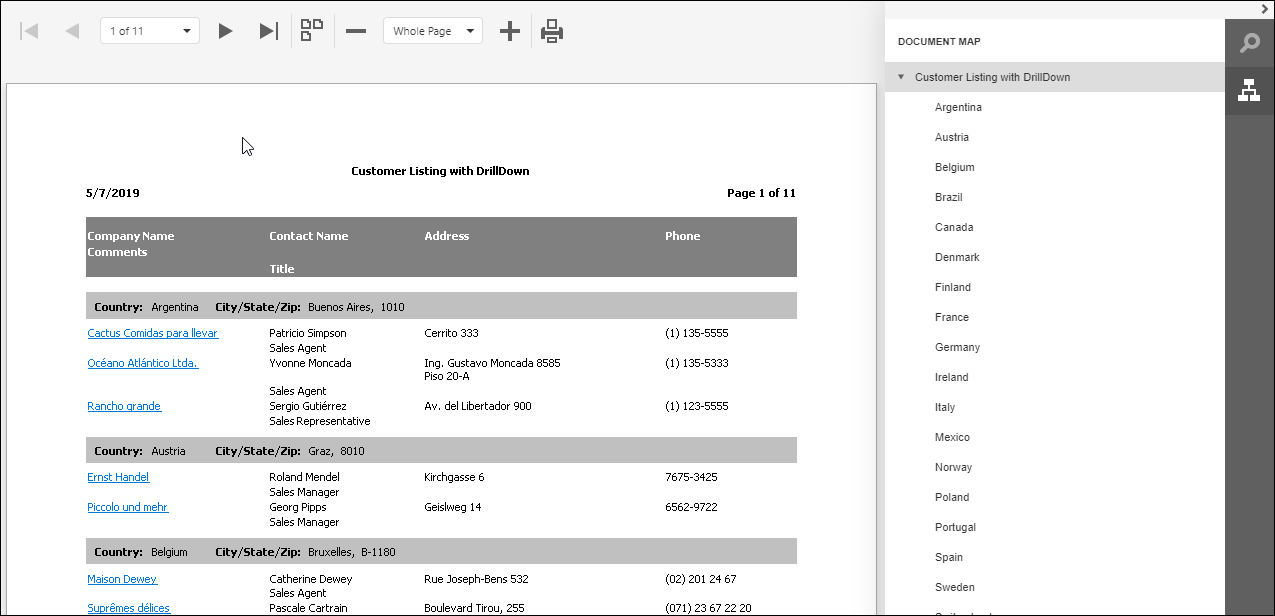 1 of 11
Whole Page
Customer Listing with DrillDown
5/7/2019 Page 1 of 11
Company Name Contact Name Address Phone
Comments
Title
Country: Argentina City/State/Zip: Buenos Aires, 1010
Cactus Comidas para llevar Patricio Simpson Cerrito 333 (1) 135-5555
Sales Agent
Océano Atlántico Ltda. Yvonne Moncada Ing. Gustavo Moncada 8585 (1) 135-5333
Piso 20-A
Sales Agent
Rancho grande Sergio Gutiérrez Av. del Libertador 900 (1) 123-5555
Sales Representative
Country: Austria City/State/Zip: Graz, 8010
Ernst Handel Roland Mendel Kirchgasse 6 7675-3425
Sales Manager
Piccolo und mehr Georg Pipps Geislweg 14 6562-9722
Sales Manager
Country: Belgium City/State/Zip: Bruxelles, B-1180
Maison Dewey Catherine Dewey Rue Joseph-Bens 532 (02) 201 24 67
Sales Agent
Suprêmes délices Pascale Cartrain Boulevard Tirou, 255 (071) 23 67 22 20
DOCUMENT MAP
Customer Listing with DrillDown
Argentina
Austria
Belgium
Brazil
Canada
Denmark
Finland
France
Germany
Ireland
Italy
Mexico
Norway
Poland
Portugal
Spain
Sweden